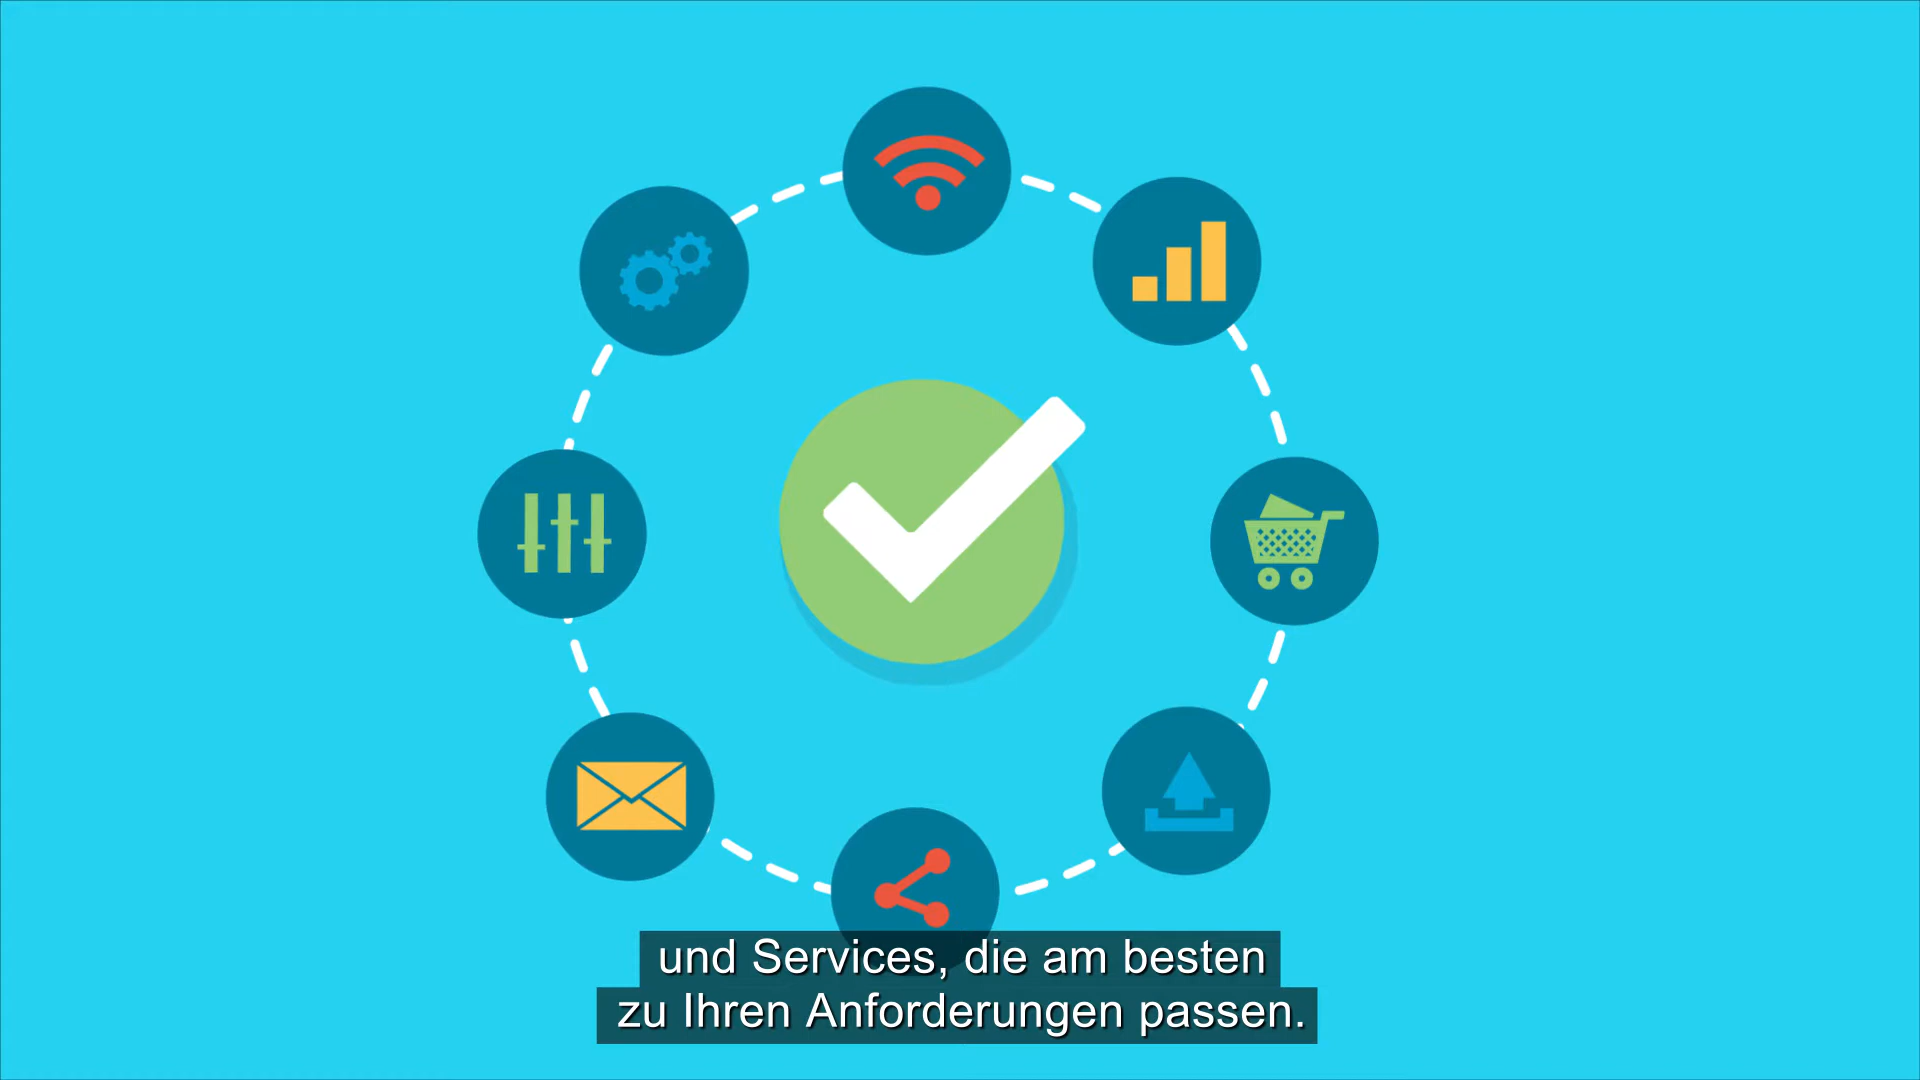 und Services, die am besten
zu Ihren Anforderungen passen.